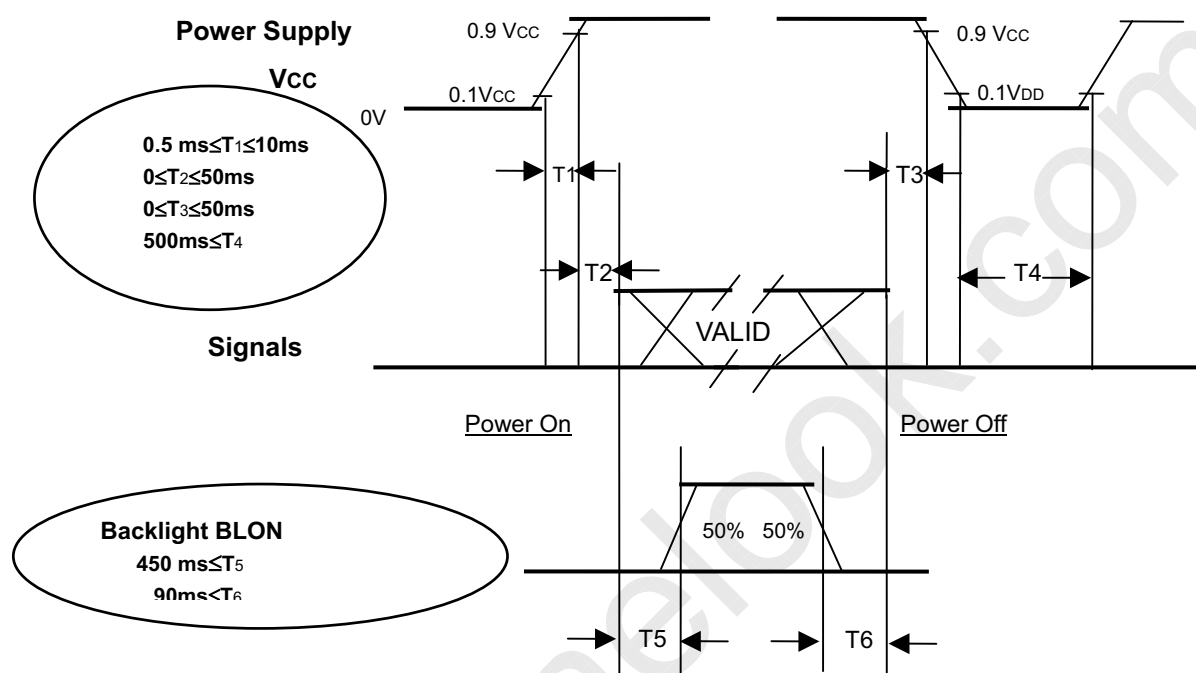 Power Supply
Vcc
0V
0.5 ms≤T1≤10ms
0≤T2≤50ms
0≤T3≤50ms
500ms≤T4
Signals
0.9 Vcc
0.1Vcc
0.9 Vcc
0.1VDD
T1
T3
T2
T4
VALID
Power On
Power Off
Backlight BLON
450 ms≤T5
90ms≤T6
50% 50%
T5
T6